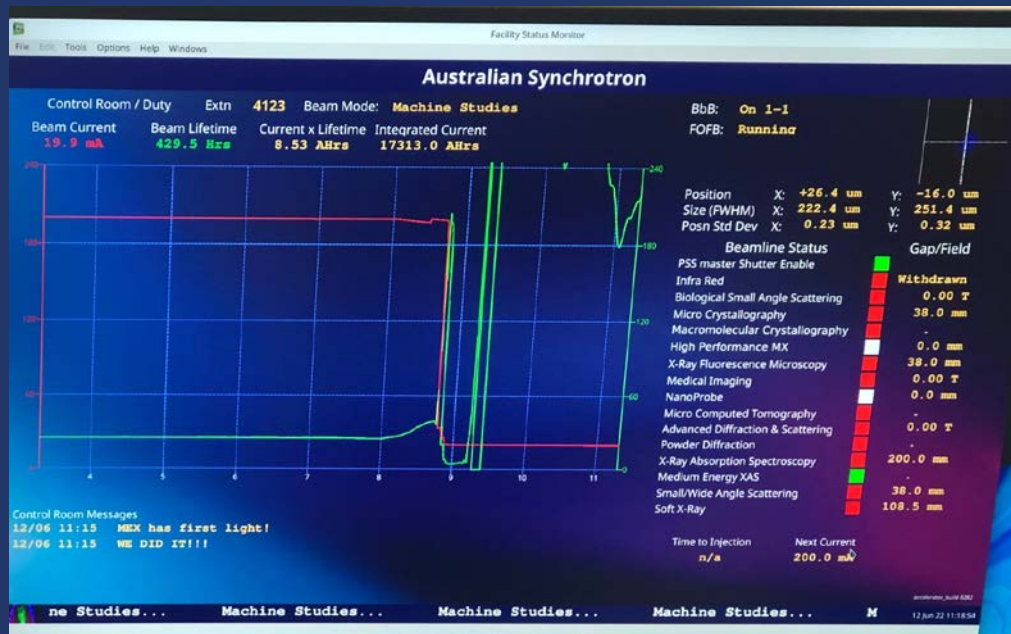 Facility Status Monitor
File Edit Tools Options Help Windows
Australian Synchrotron
Control Room / Duty Extn 4123 Beam Mode: Machine Studies
BbB: On 1-1
FOFB: Running
Beam Current Beam Lifetime Current x Lifetime Integrated Current
19.9 mA 429.5 Hrs 8.53 AHrs 17313.0 AHrs
240 240
180 180
120 120
60 60
0 0
4 5 6 7 8 9 10 11
Position X: +26.4 um Y: -16.0 um
Size (FWHM) X: 222.4 um Y: 251.4 um
Posn Std Dev X: 0.23 um Y: 0.32 um
Beamline Status Gap/Field
PSS master Shutter Enable
Infra Red Withdrawn
Biological Small Angle Scattering 0.00 T
Micro Crystallography 38.0 mm
Macromolecular Crystallography -
High Performance MX 0.0 mm
X-Ray Fluorescence Microscopy 38.0 mm
Medical Imaging 0.00 T
NanoProbe 0.0 mm
Micro Computed Tomography -
Advanced Diffraction & Scattering 0.00 T
Powder Diffraction -
X-Ray Absorption Spectroscopy 200.0 mm
Medium Energy XAS -
Small/Wide Angle Scattering 38.0 mm
Soft X-Ray 108.5 mm
Control Room Messages
12/06 11:15 MEX has first light!
12/06 11:15 WE DID IT!!!
Time to Injection Next Current
n/a 200.0 mA
ne Studies... Machine Studies... Machine Studies... Machine Studies... M
12 Jun 22 11:18:54